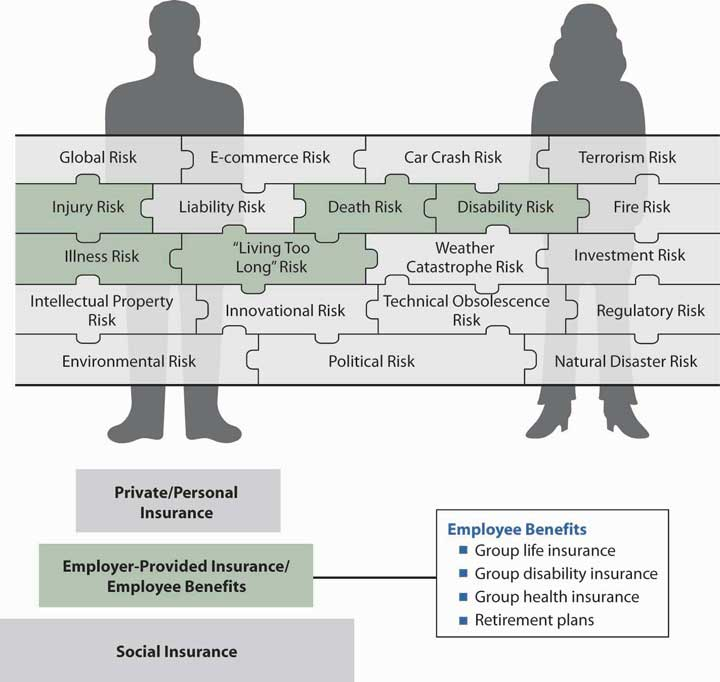 Global Risk E-commerce Risk Car Crash Risk Terrorism Risk
Injury Risk Liability Risk Death Risk Disability Risk Fire Risk
Illness Risk “Living Too Long” Risk Weather Catastrophe Risk Investment Risk
Intellectual Property Risk Innovational Risk Technical Obsolescence Risk Regulatory Risk
Environmental Risk Political Risk Natural Disaster Risk
Private/Personal
Insurance
Employer-Provided Insurance/
Employee Benefits
Social Insurance
Employee Benefits
Group life insurance
Group disability insurance
Group health insurance
Retirement plans